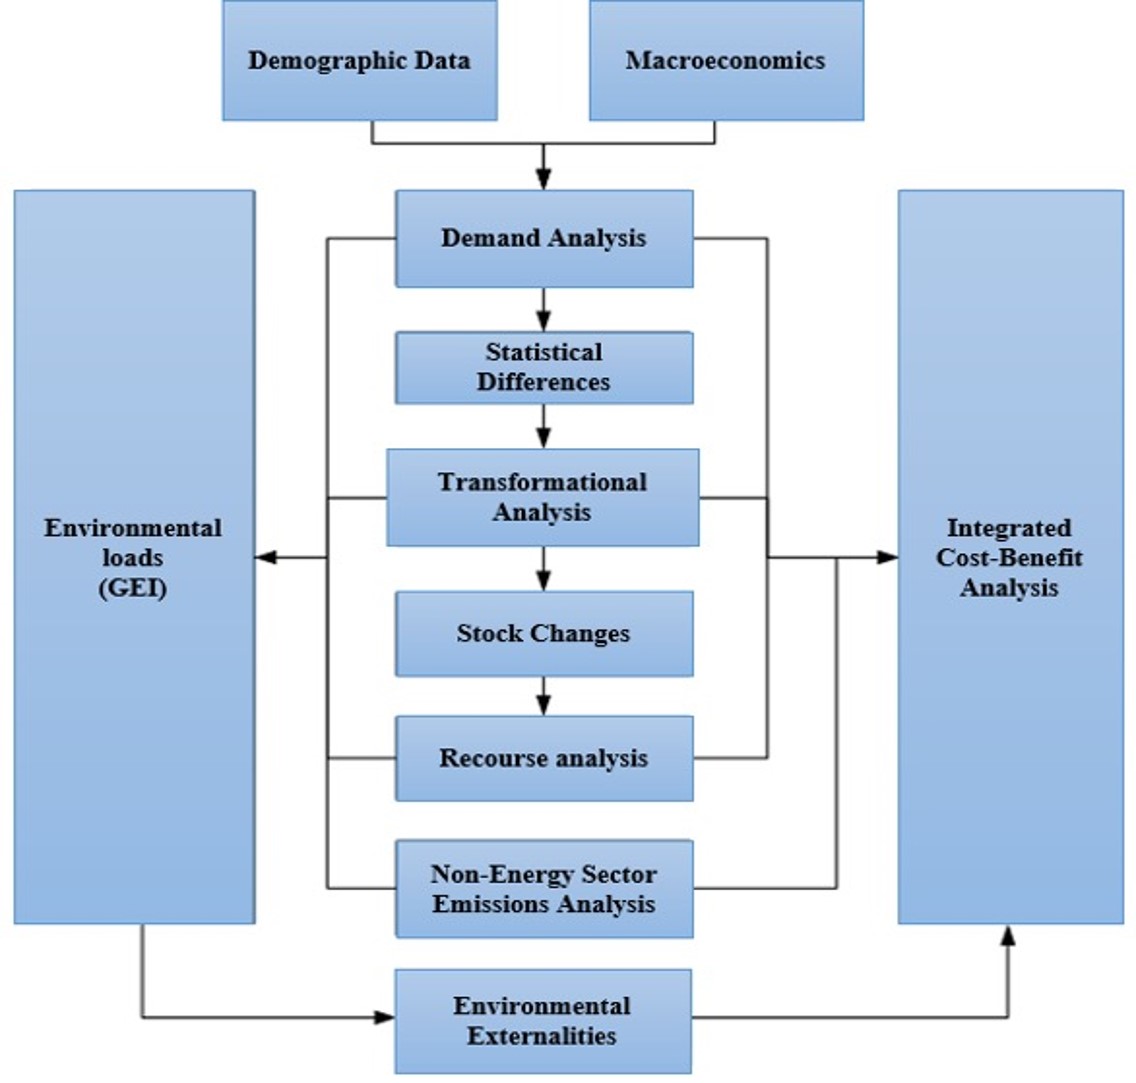 Demographic Data
Macroeconomics
Demand Analysis
Statistical
Differences
Transformational
Analysis
Environmental
loads
(GEI)
Integrated
Cost-Benefit
Analysis
Stock Changes
Recourse analysis
Non-Energy Sector
Emissions Analysis
Environmental
Externalities